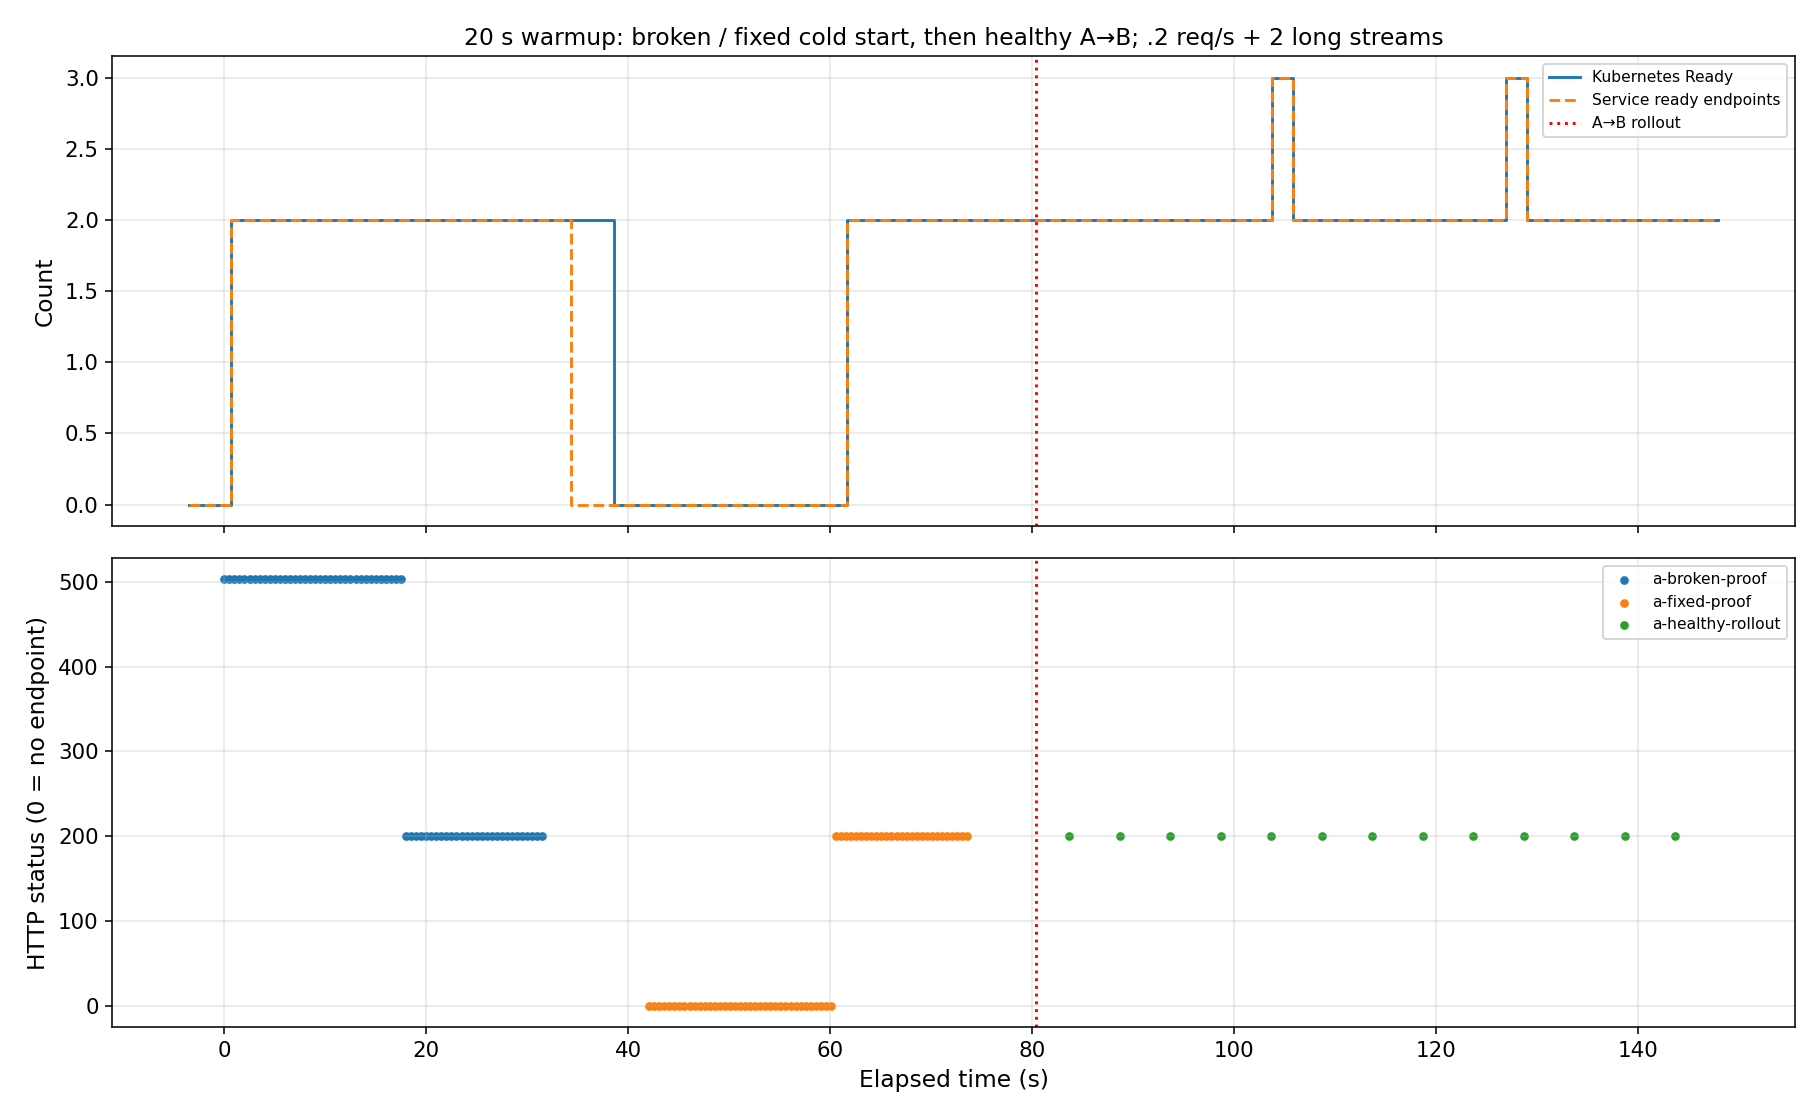 20 s warmup: broken / fixed cold start, then healthy A→B; .2 req/s + 2 long streams
Count
3.0
2.5
2.0
1.5
1.0
0.5
0.0
Kubernetes Ready
Service ready endpoints
A→B rollout
HTTP status (0 = no endpoint)
500
400
300
200
100
0
a-broken-proof
a-fixed-proof
a-healthy-rollout
0 20 40 60 80 100 120 140
Elapsed time (s)